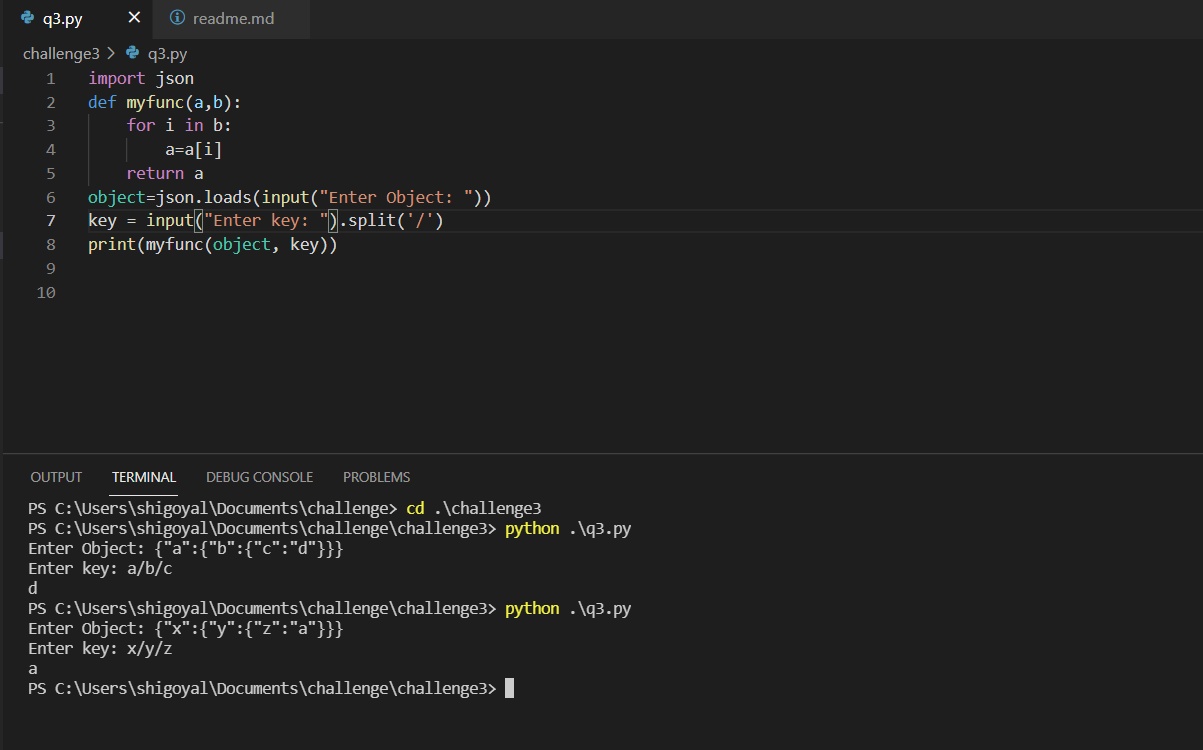 q3.py readme.md
challenge3 > q3.py
1 import json
2 def myfunc(a,b):
3     for i in b:
4         a=a[i]
5     return a
6 object=json.loads(input("Enter Object: "))
7 key = input("Enter key: ").split('/')
8 print(myfunc(object, key))
9
10
OUTPUT TERMINAL DEBUG CONSOLE PROBLEMS
PS C:\Users\shigoyal\Documents\challenge> cd .\challenge3
PS C:\Users\shigoyal\Documents\challenge\challenge3> python .\q3.py
Enter Object: {"a":{"b":{"c":"d"}}}
Enter key: a/b/c
d
PS C:\Users\shigoyal\Documents\challenge\challenge3> python .\q3.py
Enter Object: {"x":{"y":{"z":"a"}}}
Enter key: x/y/z
a
PS C:\Users\shigoyal\Documents\challenge\challenge3>